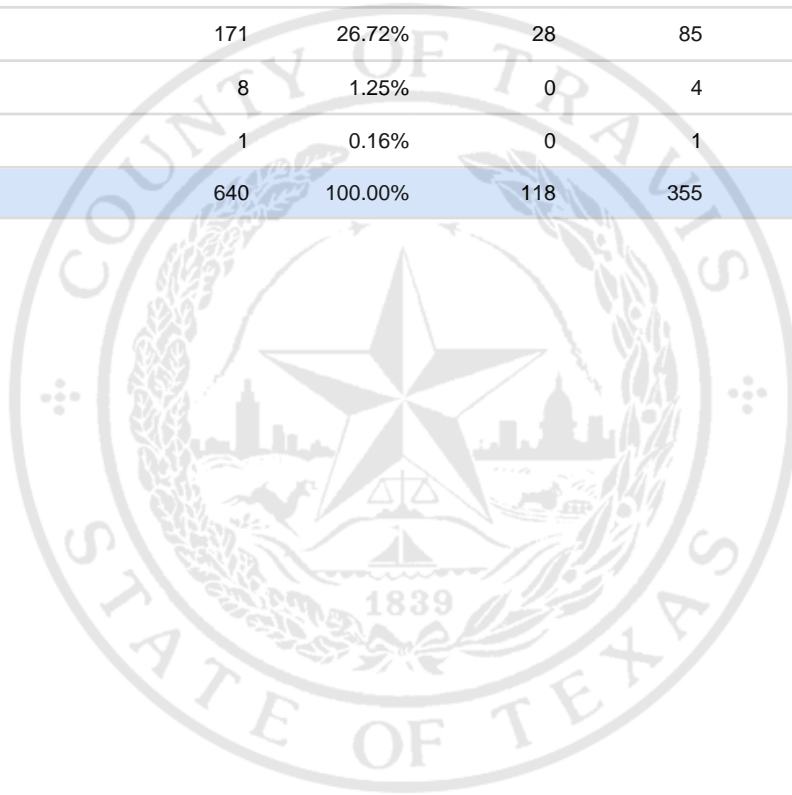 171 26.72% 28 85
8 1.25% 0 4
1 0.16% 0 1
640 100.00% 118 355
COUNTY OF TRAVIS
1839
STATE OF TEXAS